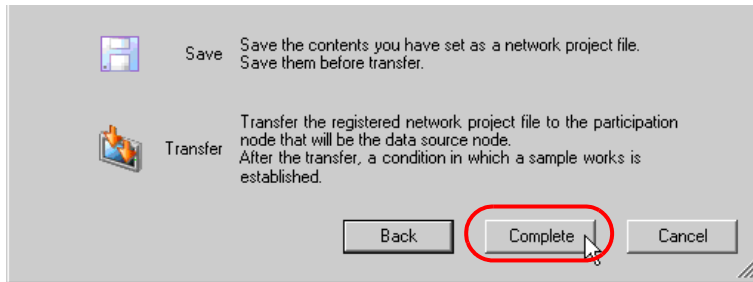 Save
Save the contents you have set as a network project file.
Save them before transfer.
Transfer
Transfer the registered network project file to the participation
node that will be the data source node.
After the transfer, a condition in which a sample works is
established.
Back
Complete
Cancel